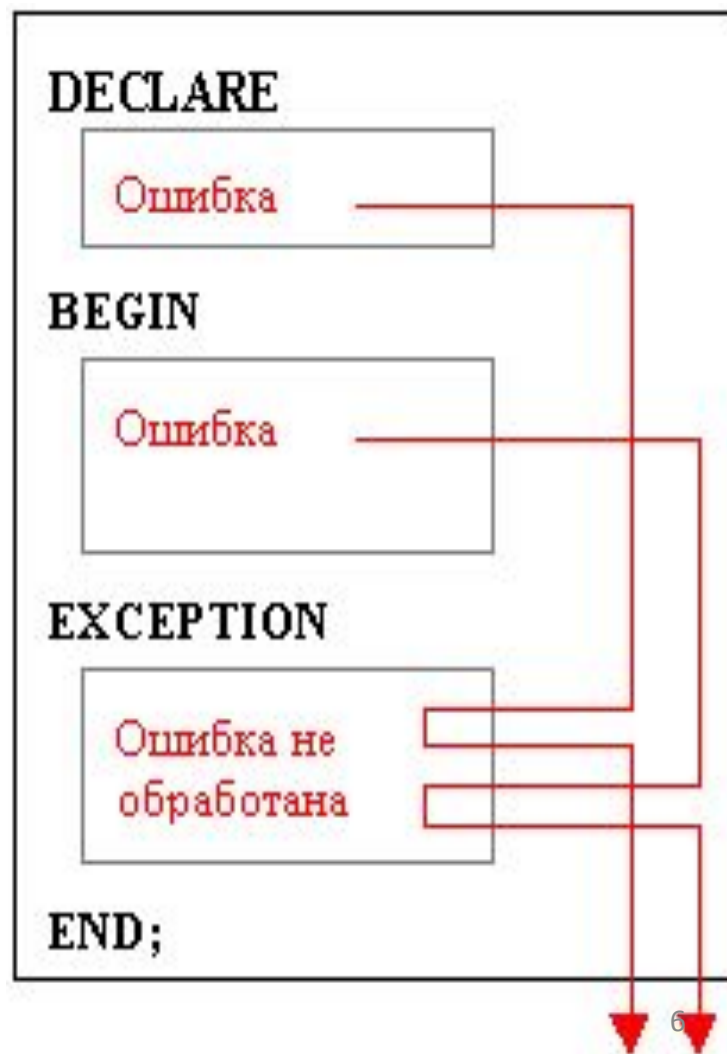 DECLARE
Ошибка
BEGIN
Ошибка
EXCEPTION
Ошибка не
обработана
END;
6